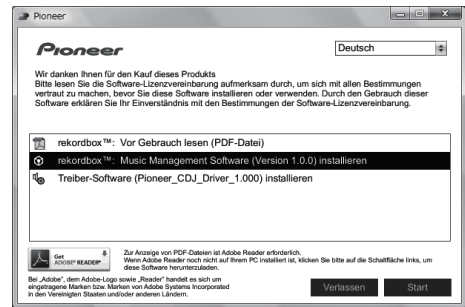 Pioneer
Pioneer
Deutsch
Wir danken Ihnen für den Kauf dieses Produkts
Bitte lesen Sie die Software-Lizenzvereinbarung aufmerksam durch, um sich mit allen Bestimmungen
vertraut zu machen, bevor Sie diese Software installieren oder verwenden. Durch den Gebrauch dieser
Software erklären Sie Ihr Einverständnis mit den Bestimmungen der Software-Lizenzvereinbarung.
rekordbox™: Vor Gebrauch lesen (PDF-Datei)
rekordbox™: Music Management Software (Version 1.0.0) installieren
Treiber-Software (Pioneer_CDJ_Driver_1.000) installieren
Get
ADOBE® READER®
Zur Anzeige von PDF-Dateien ist Adobe Reader erforderlich.
Wenn Adobe Reader noch nicht auf Ihrem PC installiert ist, klicken Sie bitte auf die Schaltfläche links, um
diese Software herunterzuladen.
Bei „Adobe", dem Adobe-Logo sowie „Reader" handelt es sich um
eingetragene Marken bzw. Marken von Adobe Systems Incorporated
in den Vereinigten Staaten und/oder anderen Ländern.
Verlassen
Start